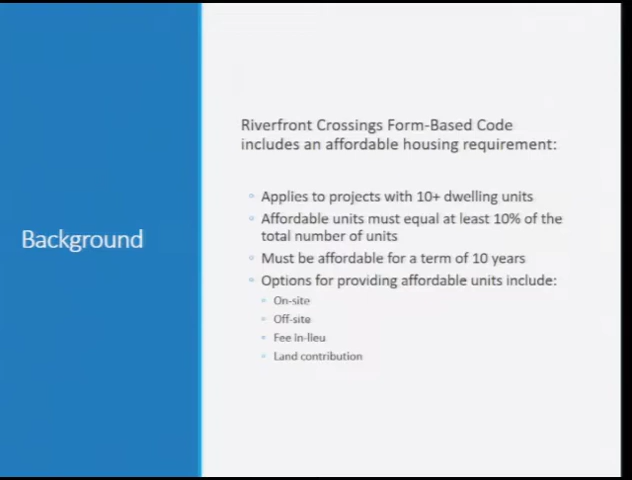 Background
Riverfront Crossings Form-Based Code
includes an affordable housing requirement:
Applies to projects with 10+ dwelling units
Affordable units must equal at least 10% of the
total number of units
Must be affordable for a term of 10 years
Options for providing affordable units include:
On-site
Off-site
Fee in-lieu
Land contribution